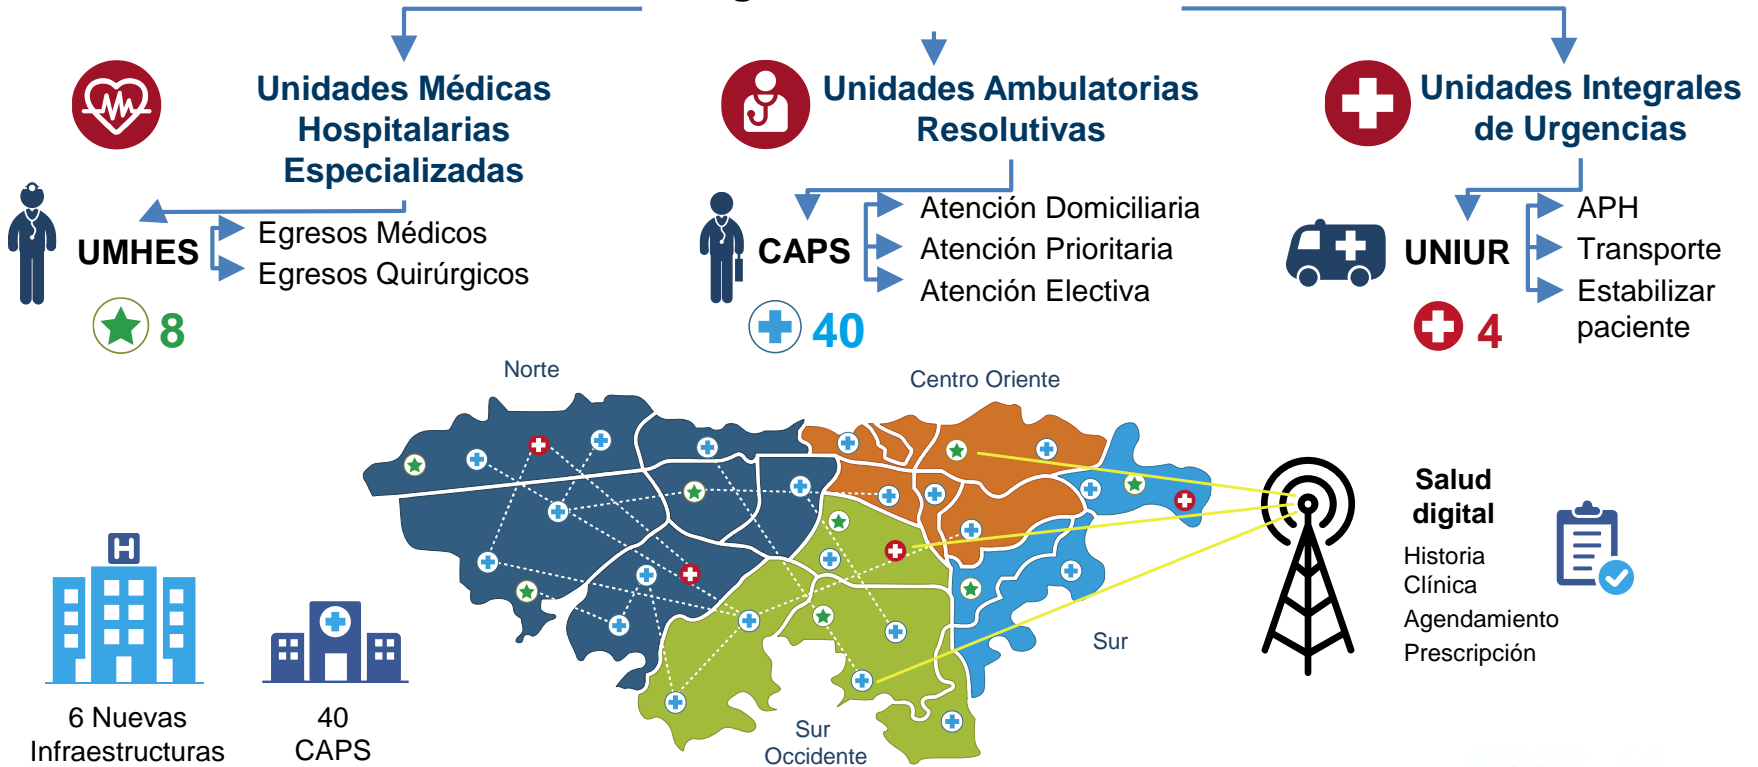 Unidades Médicas
Hospitalarias
Especializadas
UMHES
Egresos Médicos
Egresos Quirúrgicos
8
Unidades Ambulatorias
Resolutivas
CAPS
Atención Domiciliaria
Atención Prioritaria
Atención Electiva
40
Unidades Integrales
de Urgencias
UNIUR
APH
Transporte
Estabilizar
paciente
4
Norte
Centro Oriente
Sur
Sur
Occidente
H
6 Nuevas
Infraestructuras
40
CAPS
Salud
digital
Historia
Clínica
Agendamiento
Prescripción